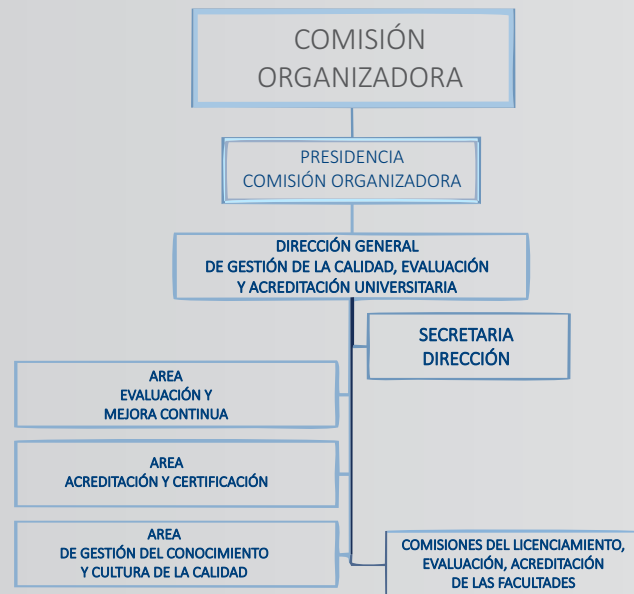 COMISIÓN
ORGANIZADORA
PRESIDENCIA
COMISIÓN ORGANIZADORA
DIRECCIÓN GENERAL
DE GESTIÓN DE LA CALIDAD, EVALUACIÓN
Y ACREDITACIÓN UNIVERSITARIA
SECRETARIA
DIRECCIÓN
AREA
EVALUACIÓN Y
MEJORA CONTINUA
AREA
ACREDITACIÓN Y CERTIFICACIÓN
AREA
DE GESTIÓN DEL CONOCIMIENTO
Y CULTURA DE LA CALIDAD
COMISIONES DEL LICENCIAMIENTO,
EVALUACIÓN, ACREDITACIÓN
DE LAS FACULTADES